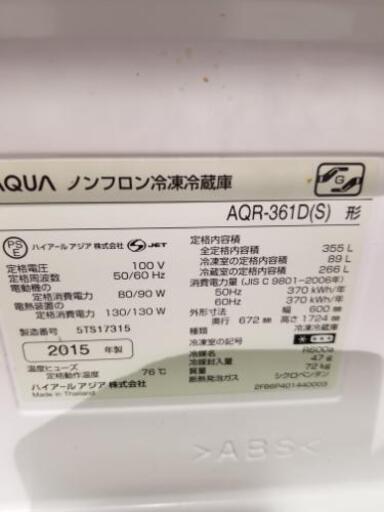 AQUA ノンフロン冷凍冷蔵庫
G
AQR-361D(S) 形
PS E ハイアール アジア 株式会社 JET
定格電圧 100 V
定格周波数 50/60 Hz
電動機の
定格消費電力 80/90 W
電熱装置の
定格消費電力 130/130 W
製造番号 5TS17315
2015 年製
温度ヒューズ
定格動作温度 76℃
ハイアール アジア 株式会社
Made in Thailand
定格内容積
全定格内容積 355 L
冷凍室の定格内容積 89 L
冷蔵室の定格内容積 266 L
消費電力量 (JIS C 9801-2006年)
50Hz 370 kWh/年
60Hz 370 kWh/年
外形寸法 幅 600 ㎜
奥行 672 ㎜ 高さ 1724 ㎜
種類 冷凍冷蔵庫
冷凍室の記号
冷媒名 R600a
冷媒封入量 47 g
質量 72 kg
断熱発泡ガス シクロペンタン
2FB6P401440003
>ABS<